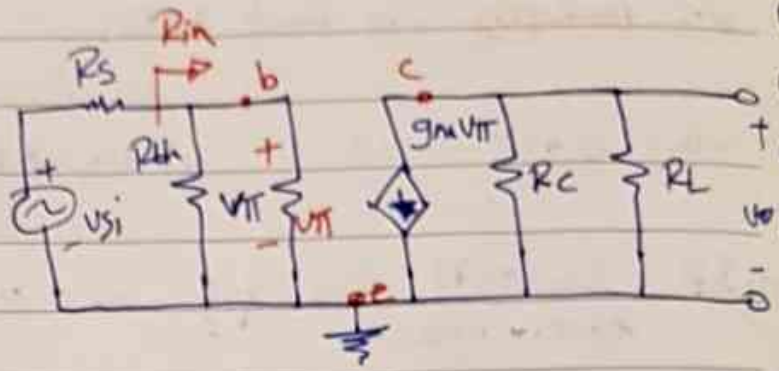 Rin
Rs
b
c
+
Rth
Vπ
+
-
Vπ
gmVπ
Rc
RL
+
vo
-
+
-
vsi
e